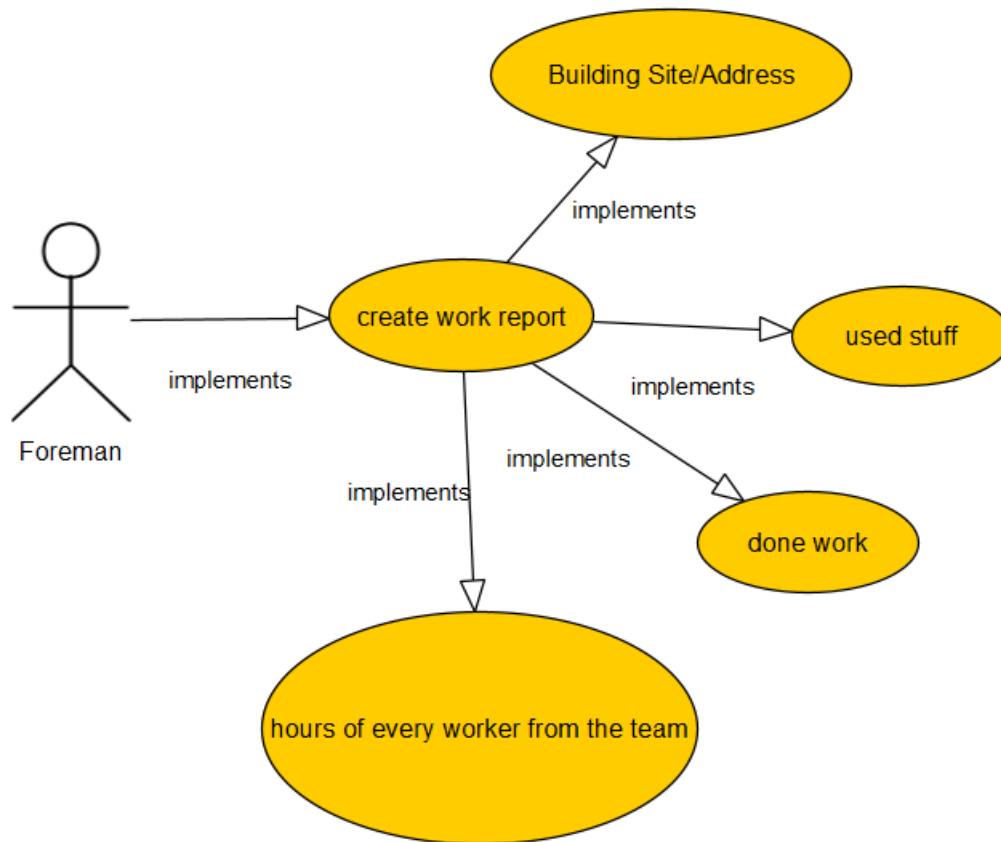 Building Site/Address
implements
create work report
used stuff
implements
implements
Foreman
implements
implements
done work
hours of every worker from the team